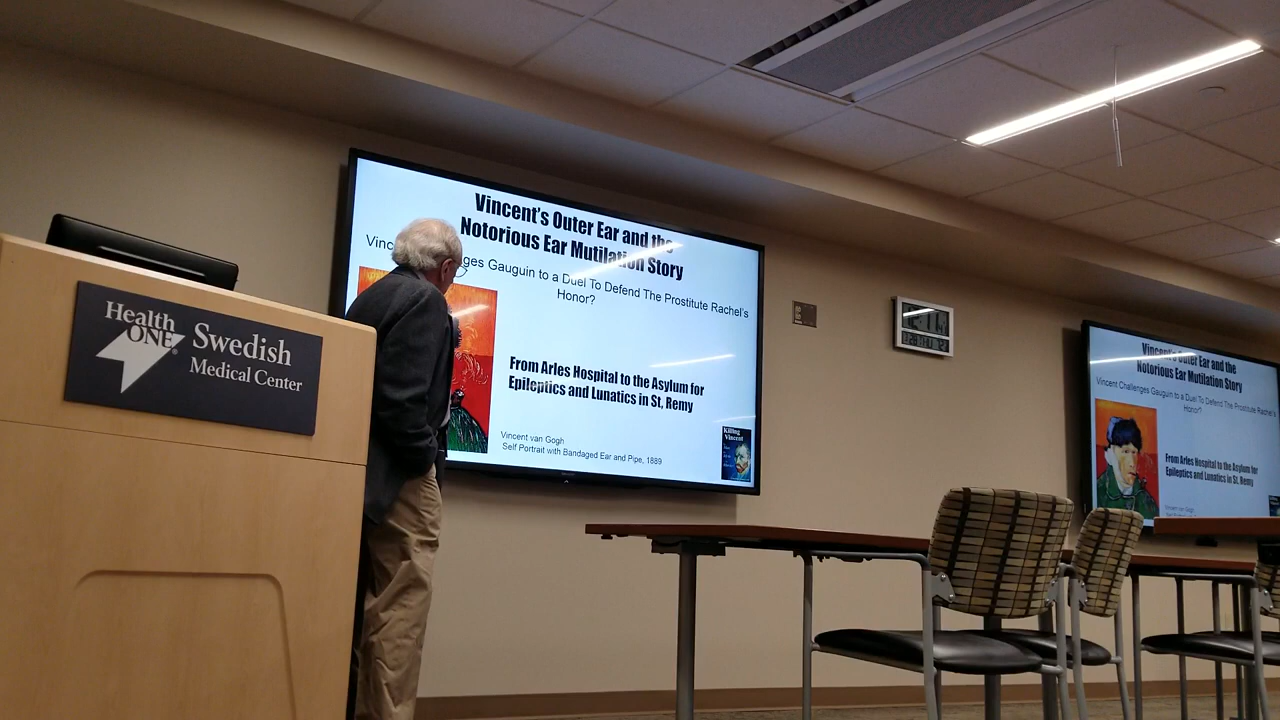 Health
ONE®
Swedish
Medical Center
Vincent's Outer Ear and the
Notorious Ear Mutilation Story
Vinc ges Gauguin to a Duel To Defend The Prostitute Rachel's
Honor?
From Arles Hospital to the Asylum for
Epileptics and Lunatics in St, Remy
Vincent van Gogh
Self Portrait with Bandaged Ear and Pipe, 1889
Killing
Vincent
Vincent's Outer Ear and the
Notorious Ear Mutilation Story
Vincent Challenges Gauguin to a Duel To Defend The Prostitute Rachel's
Honor?
From Arles Hospital to the Asylum for
Epileptics and Lunatics in St, Remy
Vincent van Gogh